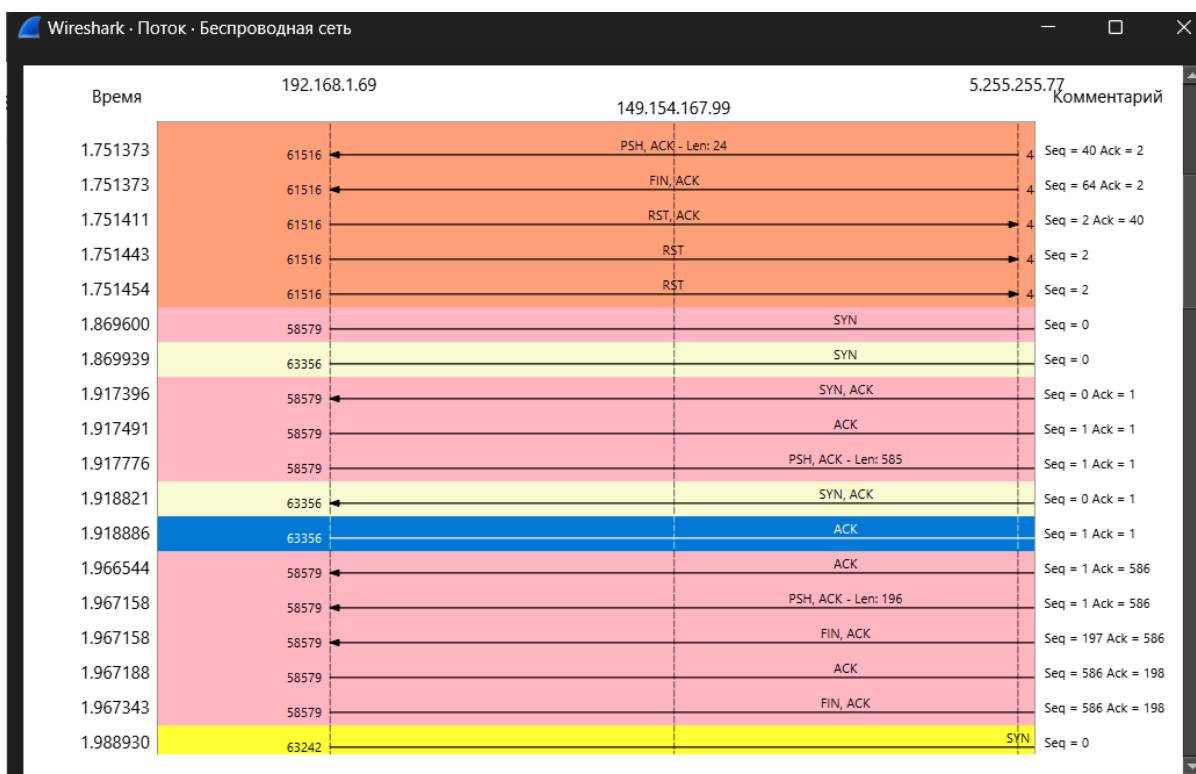 Wireshark · Поток · Беспроводная сеть
Время
192.168.1.69
149.154.167.99
5.255.255.77
Комментарий
1.751373 61516 PSH, ACK - Len: 24 4 Seq = 40 Ack = 2
1.751373 61516 FIN, ACK 4 Seq = 64 Ack = 2
1.751411 61516 RST, ACK 4 Seq = 2 Ack = 40
1.751443 61516 RST 4 Seq = 2
1.751454 61516 RST 4 Seq = 2
1.869600 58579 SYN Seq = 0
1.869939 63356 SYN Seq = 0
1.917396 58579 SYN, ACK Seq = 0 Ack = 1
1.917491 58579 ACK Seq = 1 Ack = 1
1.917776 58579 PSH, ACK - Len: 585 Seq = 1 Ack = 1
1.918821 63356 SYN, ACK Seq = 0 Ack = 1
1.918886 63356 ACK Seq = 1 Ack = 1
1.966544 58579 ACK Seq = 1 Ack = 586
1.967158 58579 PSH, ACK - Len: 196 Seq = 1 Ack = 586
1.967158 58579 FIN, ACK Seq = 197 Ack = 586
1.967188 58579 ACK Seq = 586 Ack = 198
1.967343 58579 FIN, ACK Seq = 586 Ack = 198
1.988930 63242 SYN Seq = 0